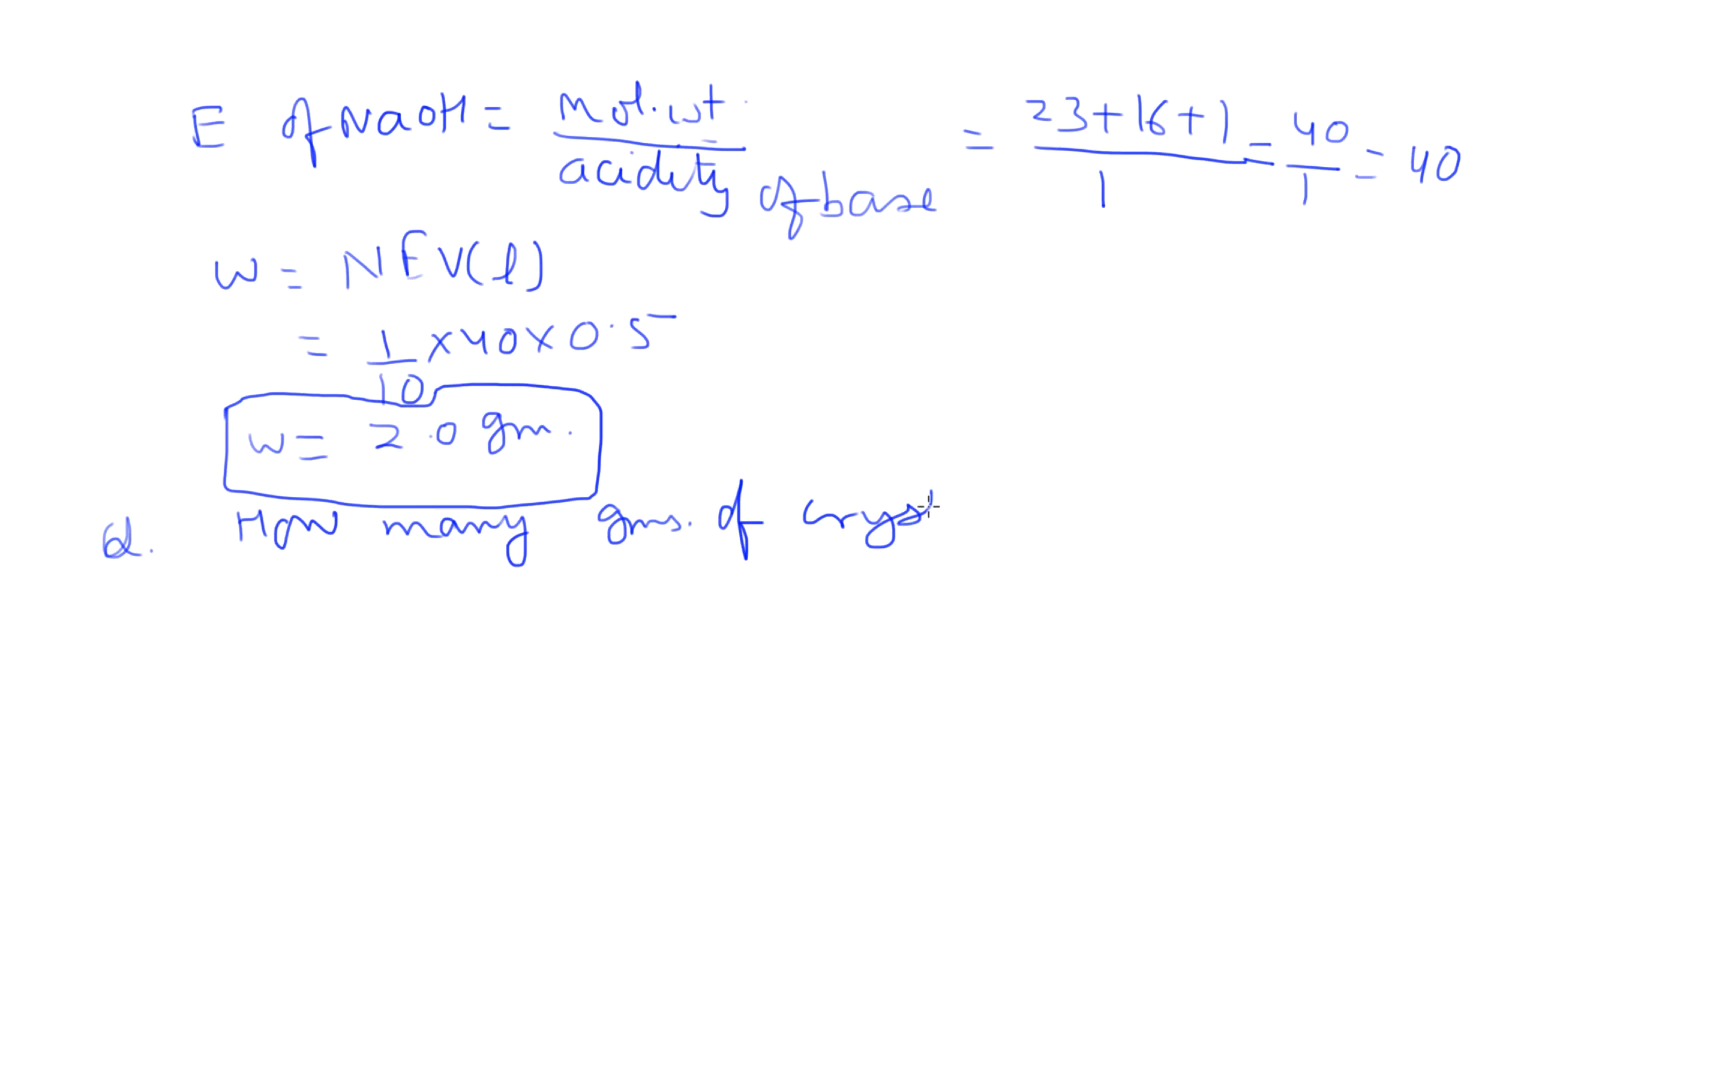 E of NaOH = mol.wt / acidity of base = 23+16+1 / 1 = 40 / 1 = 40
w = NEV(l)
= 1/10 x 40 x 0.5
w = 2.0 gm.
Q. How many gms. of cryst